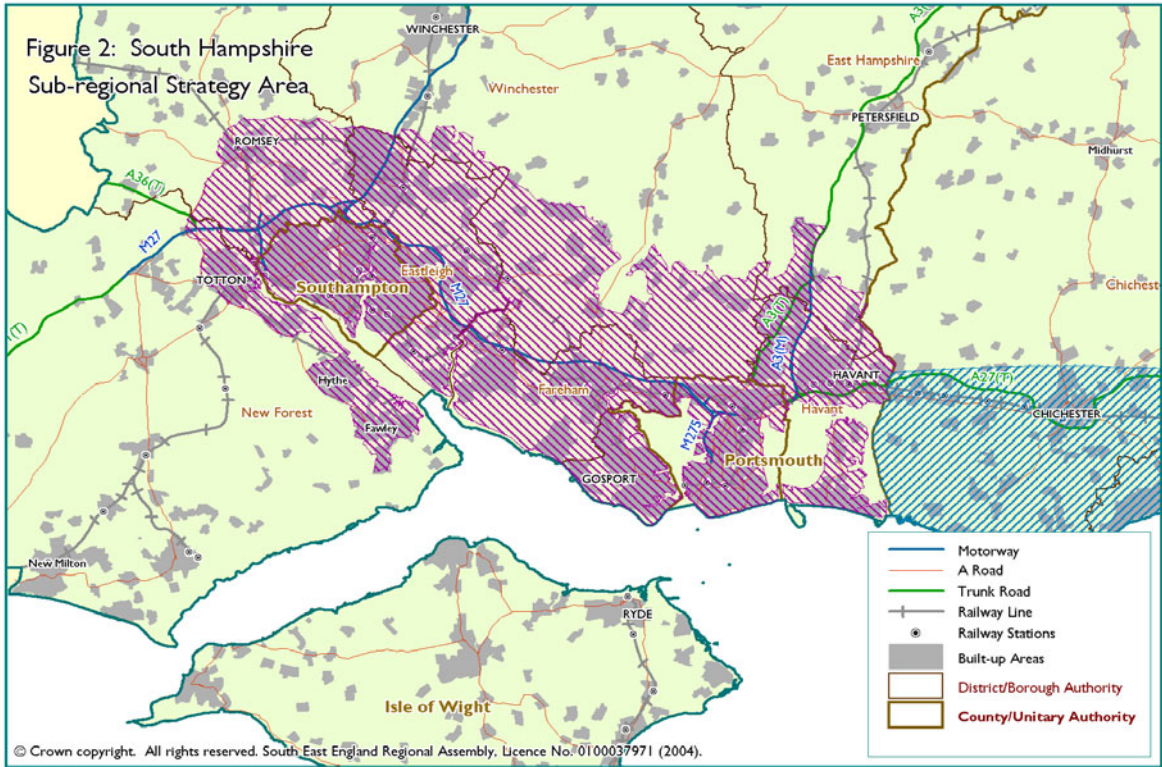 Figure 2: South Hampshire
Sub-regional Strategy Area
WINCHESTER
Winchester
East Hampshire
PETERSFIELD
Midhurst
ROMSEY
A36(T)
M27
TOTTON
Eastleigh
Southampton
M27
A3(T)
A3(M)
Chichest
HAVANT
A27(T)
CHICHESTER
Hythe
Fareham
Havant
New Forest
Fawley
M275
Portsmouth
GOSPORT
New Milton
RYDE
Isle of Wight
Motorway
A Road
Trunk Road
Railway Line
Railway Stations
Built-up Areas
District/Borough Authority
County/Unitary Authority
© Crown copyright. All rights reserved. South East England Regional Assembly. Licence No. 0100037971 (2004).